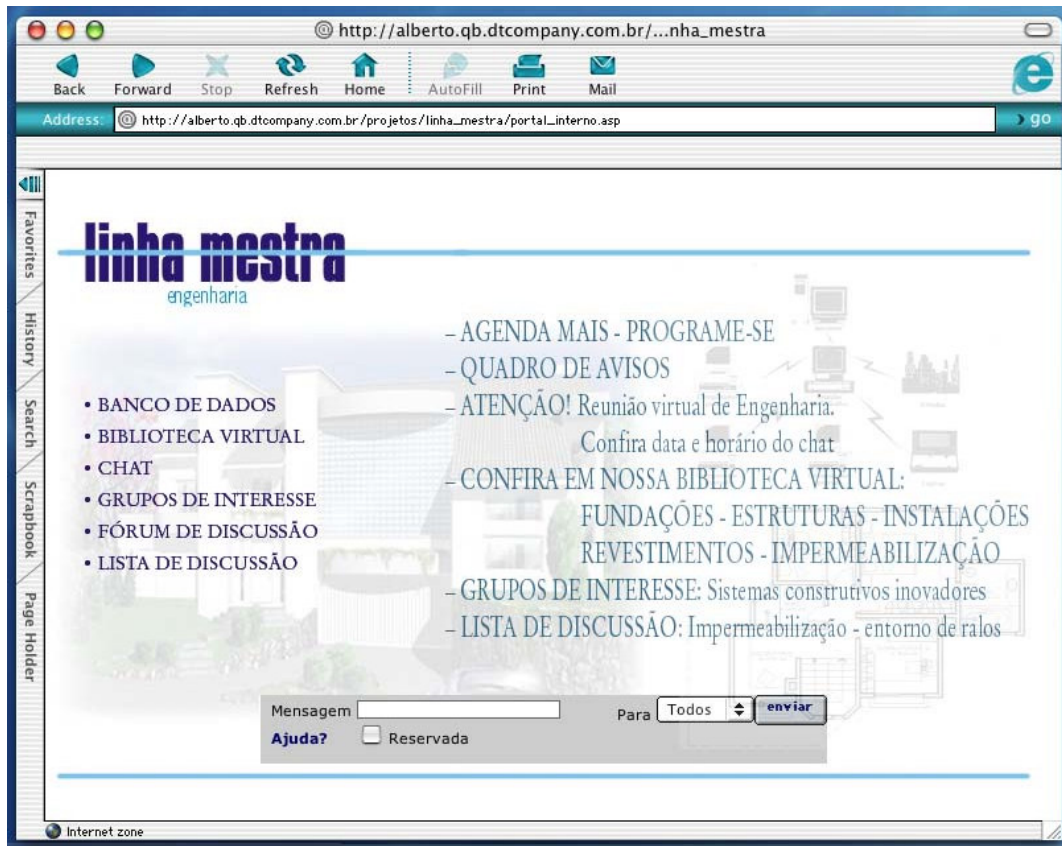 http://alberto.qb.dtcompany.com.br/...nha_mestra
Back Forward Stop Refresh Home AutoFill Print Mail
Address: http://alberto.qb.dtcompany.com.br/projetos/linha_mestra/portal_interno.asp go
Favorites
History
Search
Scrapbook
Page Holder
linha mestra
engenharia
• BANCO DE DADOS
• BIBLIOTECA VIRTUAL
• CHAT
• GRUPOS DE INTERESSE
• FÓRUM DE DISCUSSÃO
• LISTA DE DISCUSSÃO
– AGENDA MAIS - PROGRAME-SE
– QUADRO DE AVISOS
– ATENÇÃO! Reunião virtual de Engenharia.
Confira data e horário do chat
– CONFIRA EM NOSSA BIBLIOTECA VIRTUAL:
FUNDAÇÕES - ESTRUTURAS - INSTALAÇÕES
REVESTIMENTOS - IMPERMEABILIZAÇÃO
– GRUPOS DE INTERESSE: Sistemas construtivos inovadores
– LISTA DE DISCUSSÃO: Impermeabilização - entorno de ralos
Mensagem Para Todos enviar
Ajuda? Reservada
Internet zone